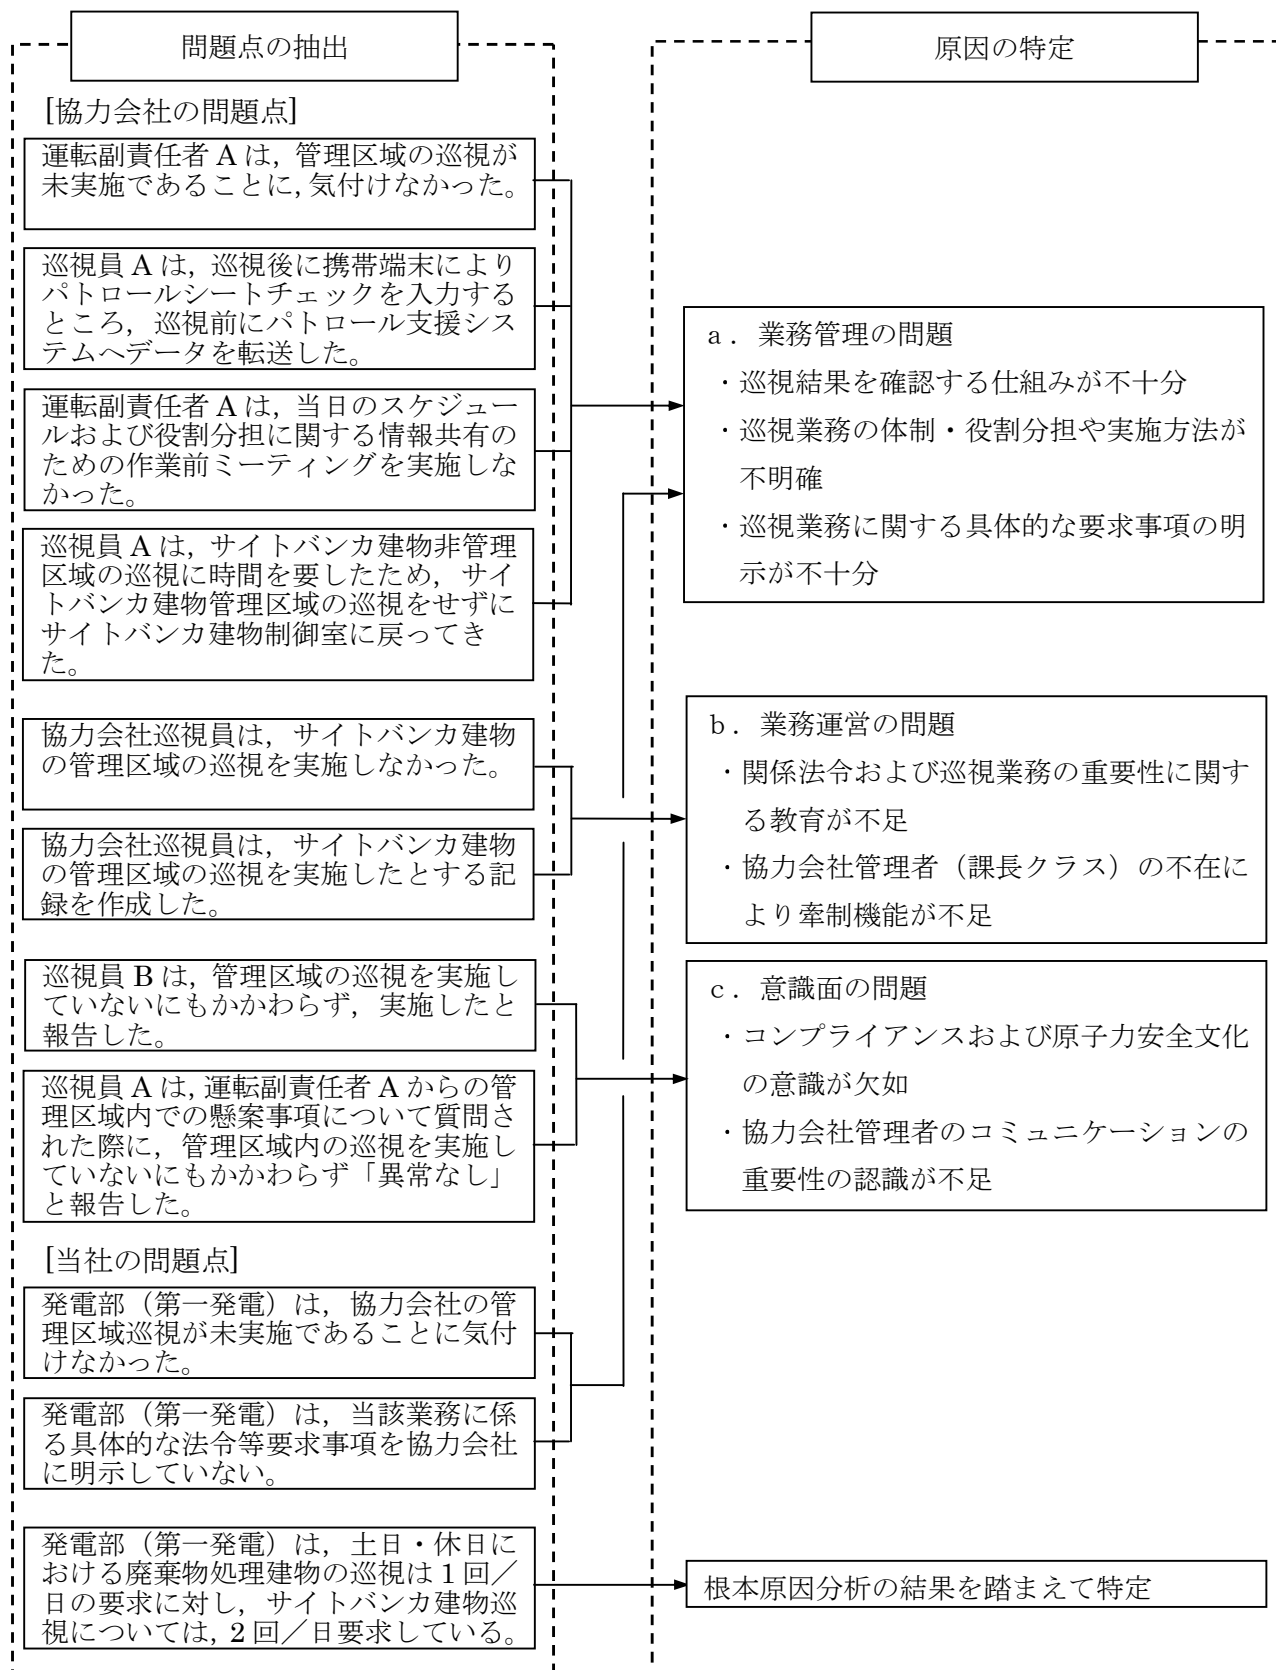 問題点の抽出
[協力会社の問題点]
運転副責任者 A は，管理区域の巡視が
未実施であることに，気付けなかった。
巡視員 A は，巡視後に携帯端末により
パトロールシートチェックを入力する
ところ，巡視前にパトロール支援シス
テムへデータを転送した。
運転副責任者 A は，当日のスケジュー
ルおよび役割分担に関する情報共有の
ための作業前ミーティングを実施しな
かった。
巡視員 A は，サイトバンカ建物非管理
区域の巡視に時間を要したため，サイ
トバンカ建物管理区域の巡視をせずに
サイトバンカ建物制御室に戻ってき
た。
協力会社巡視員は，サイトバンカ建物
の管理区域の巡視を実施しなかった。
協力会社巡視員は，サイトバンカ建物
の管理区域の巡視を実施したとする記
録を作成した。
巡視員 B は，管理区域の巡視を実施し
ていないにもかかわらず，実施したと
報告した。
巡視員 A は，運転副責任者 A からの管
理区域内での懸案事項について質問さ
れた際に，管理区域内の巡視を実施し
ていないにもかかわらず「異常なし」
と報告した。
[当社の問題点]
発電部（第一発電）は，協力会社の管
理区域巡視が未実施であることに気付
けなかった。
発電部（第一発電）は，当該業務に係
る具体的な法令等要求事項を協力会社
に明示していない。
発電部（第一発電）は，土日・休日に
おける廃棄物処理建物の巡視は 1 回／
日の要求に対し，サイトバンカ建物巡
視については，2 回／日要求している。
原因の特定
a．業務管理の問題
・巡視結果を確認する仕組みが不十分
・巡視業務の体制・役割分担や実施方法が
不明確
・巡視業務に関する具体的な要求事項の明
示が不十分
b．業務運営の問題
・関係法令および巡視業務の重要性に関す
る教育が不足
・協力会社管理者（課長クラス）の不在に
より牽制機能が不足
c．意識面の問題
・コンプライアンスおよび原子力安全文化
の意識が欠如
・協力会社管理者のコミュニケーションの
重要性の認識が不足
根本原因分析の結果を踏まえて特定